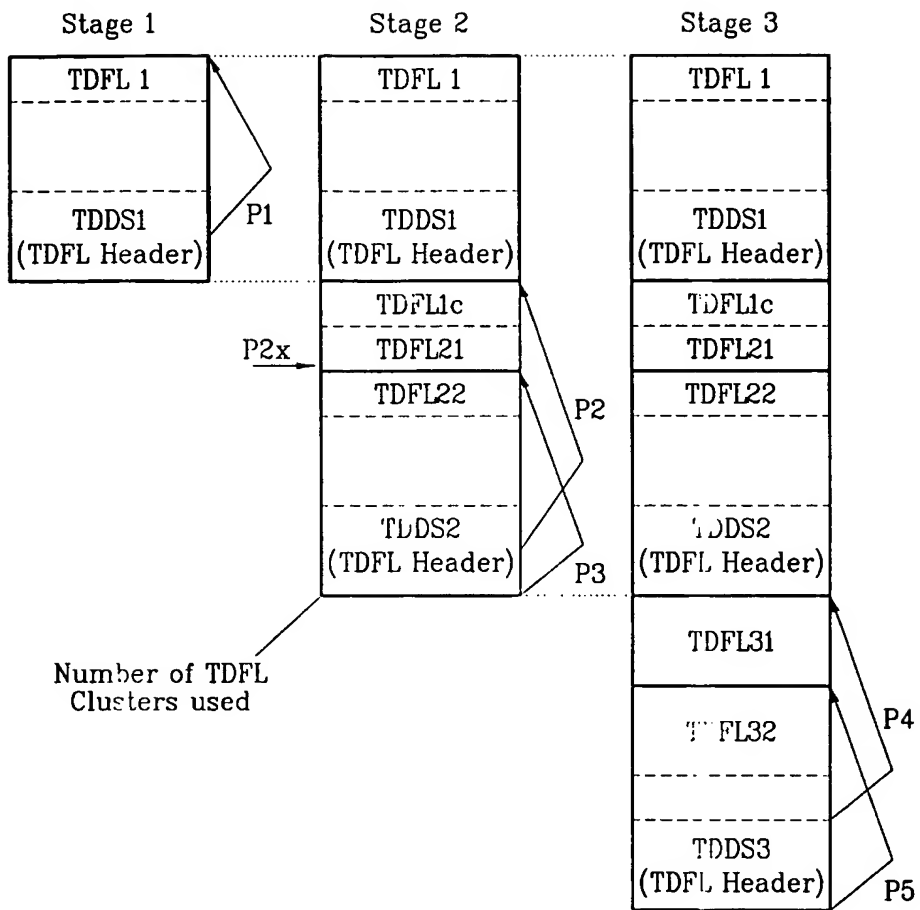 Stage 1
TDFL 1
TDDS1
(TDFL Header)
P1
Stage 2
TDFL 1
TDDS1
(TDFL Header)
TDFL1c
TDFL21
P2x
TDFL22
P2
TDDS2
(TDFL Header)
P3
Number of TDFL
Clusters used
Stage 3
TDFL 1
TDDS1
(TDFL Header)
TDFL1c
TDFL21
TDFL22
TDDS2
(TDFL Header)
TDFL31
TDFL32
P4
TDDS3
(TDFL Header)
P5